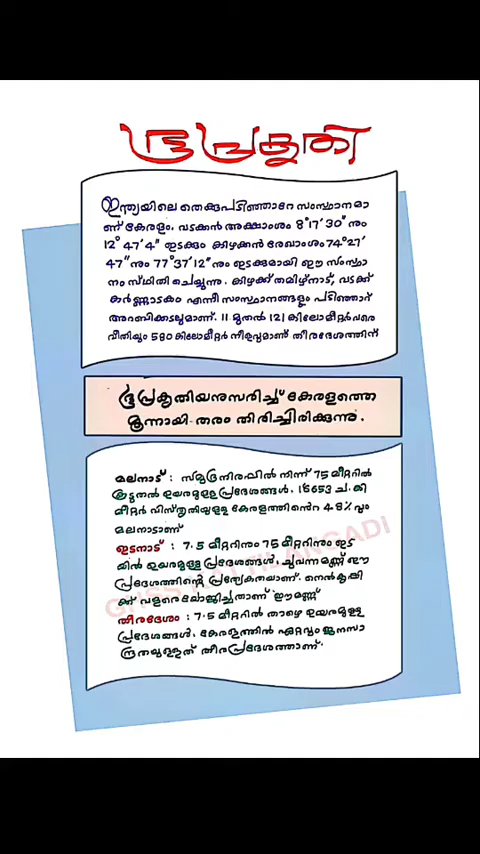 ഭൂപ്രകൃതി
ഇന്ത്യയിലെ തെക്കുപടിഞ്ഞാറേ സംസ്ഥാനമാ
ണ് കേരളം. വടക്കൻ അക്ഷാംശം 8°17'30" നും
12° 47'4" ഇടക്കും കിഴക്കൻ രേഖാംശം 74°27'
47" നും 77°37'12" നും ഇടക്കുമായി ഈ സംസ്ഥാ
നം സ്ഥിതി ചെയ്യുന്നു. കിഴക്ക് തമിഴ്നാട്, വടക്ക്
കർണ്ണാടകം എന്നീ സംസ്ഥാനങ്ങളും പടിഞ്ഞാറ്
അറബിക്കടലുമാണ്. 11 മുതൽ 121 കിലോമീറ്റർ വരെ
വീതിയും 580 കിലോമീറ്റർ നീളവുമാണ് തീരദേശത്തിന്
ഭൂപ്രകൃതിയനുസരിച്ച് കേരളത്തെ
മൂന്നായി തരം തിരിച്ചിരിക്കുന്നു.
മലനാട് : സമുദ്രനിരപ്പിൽ നിന്ന് 75 മീറ്ററിൽ
കൂടുതൽ ഉയരമുള്ള പ്രദേശങ്ങൾ. 18653 ച.കി
മീറ്റർ വിസ്തൃതിയുള്ള കേരളത്തിൻെറ 48% വും
മലനാടാണ്
ഇടനാട് : 7.5 മീറ്ററിനും 75 മീറ്ററിനും ഇട
യിൽ ഉയരമുള്ള പ്രദേശങ്ങൾ. ചുവന്ന മണ്ണ് ഈ
പ്രദേശത്തിന്റെ പ്രത്യേകതയാണ്. നെൽകൃഷി
ക്ക് വളരെ യോജിച്ചതാണ് ഈ മണ്ണ്
തീരദേശം : 7.5 മീറ്ററിൽ താഴെ ഉയരമുള്ള
പ്രദേശങ്ങൾ. കേരളത്തിൽ ഏറ്റവും ജനസാ
ന്ദ്രതയുള്ളത് തീരപ്രദേശത്താണ്.